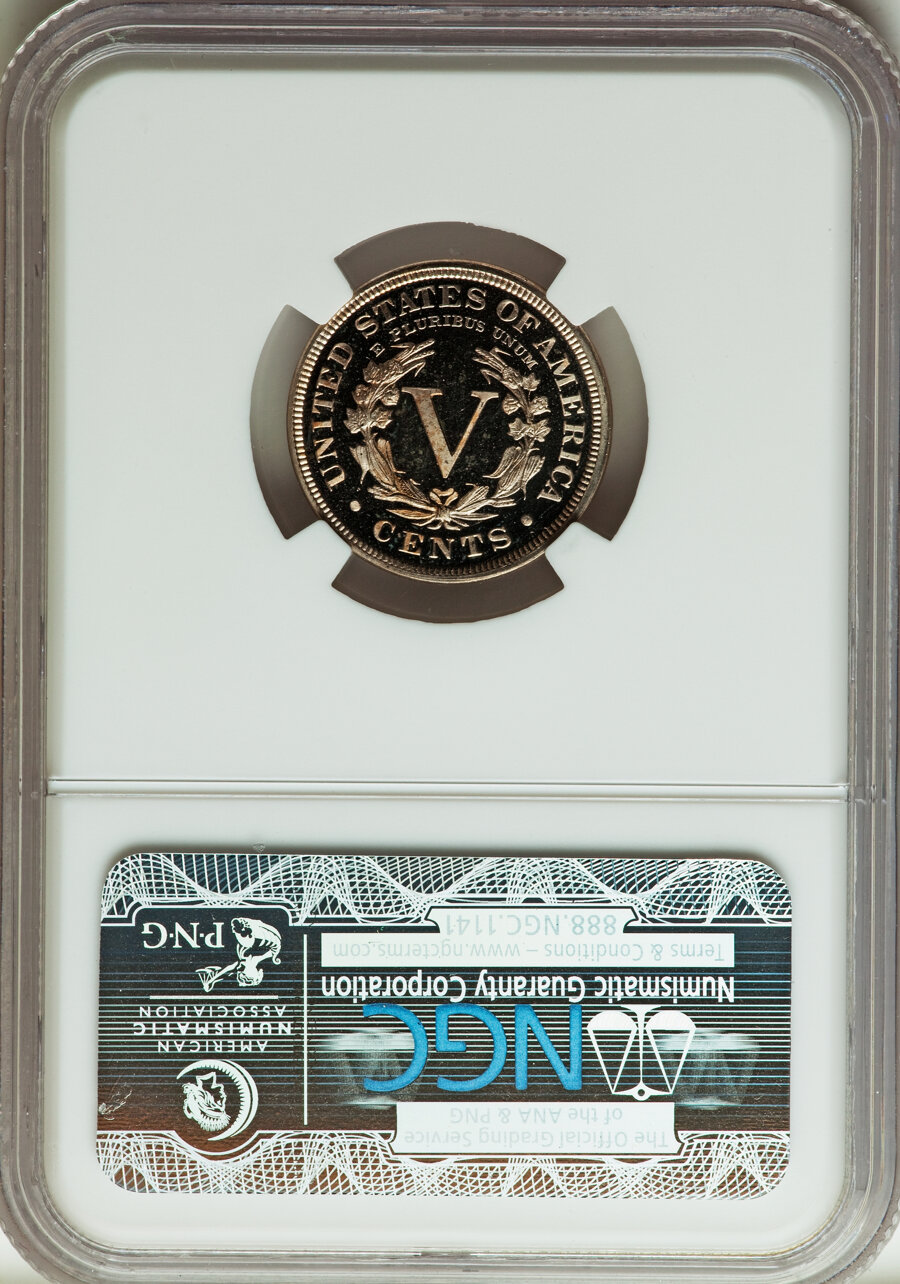 UNITED STATES OF AMERICA
E PLURIBUS UNUM
V
CENTS
The Official Grading Service
of the ANA & PNG
NGC
Numismatic Guaranty Corporation
Terms & Conditions – www.ngcterms.com
888.NGC.1141
AMERICAN
NUMISMATIC
ASSOCIATION
P·N·G